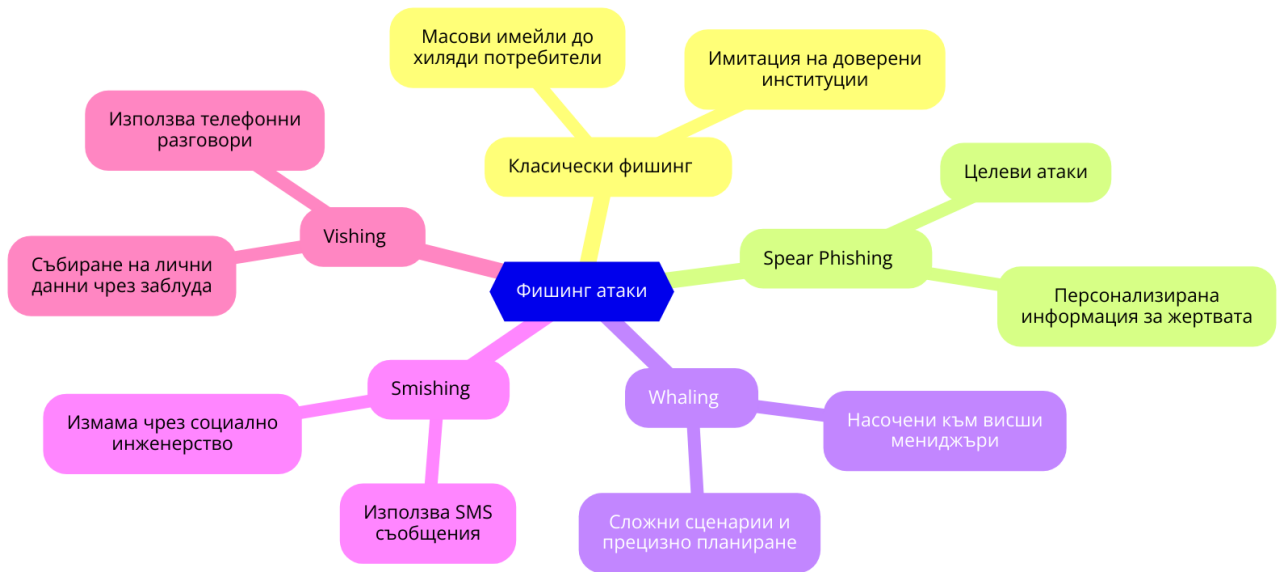 Масови имейли до
хиляди потребители
Имитация на доверени
институции
Използва телефонни
разговори
Класически фишинг
Целеви атаки
Vishing
Spear Phishing
Събиране на лични
данни чрез заблуда
Фишинг атаки
Персонализирана
информация за жертвата
Smishing
Whaling
Измама чрез социално
инженерство
Насочени към висши
мениджъри
Използва SMS
съобщения
Сложни сценарии и
прецизно планиране